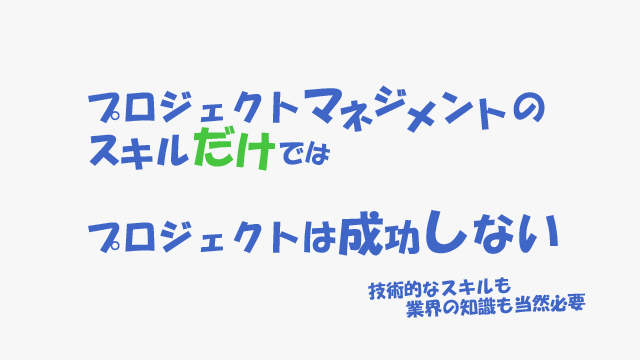 プロジェクトマネジメントの
スキルだけでは
プロジェクトは成功しない
技術的なスキルも
業界の知識も当然必要